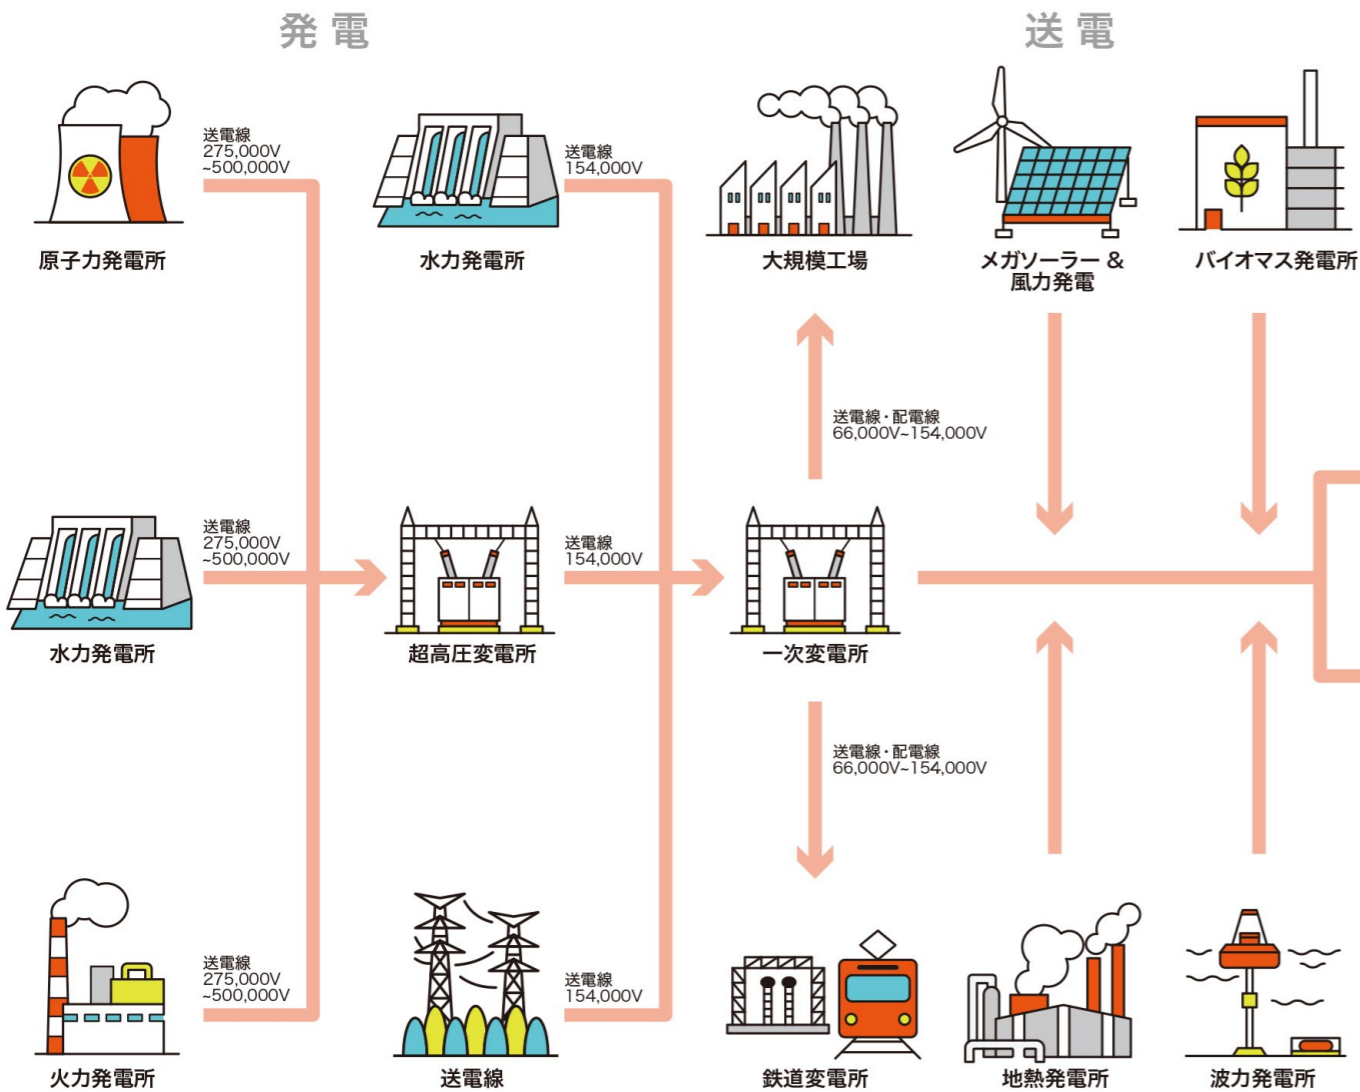 発電
送電
送電線
275,000V
~500,000V
原子力発電所
送電線
154,000V
水力発電所
大規模工場
メガソーラー &
風力発電
バイオマス発電所
送電線・配電線
66,000V~154,000V
送電線
275,000V
~500,000V
水力発電所
送電線
154,000V
超高圧変電所
一次変電所
送電線・配電線
66,000V~154,000V
送電線
275,000V
~500,000V
火力発電所
送電線
154,000V
送電線
鉄道変電所
地熱発電所
波力発電所